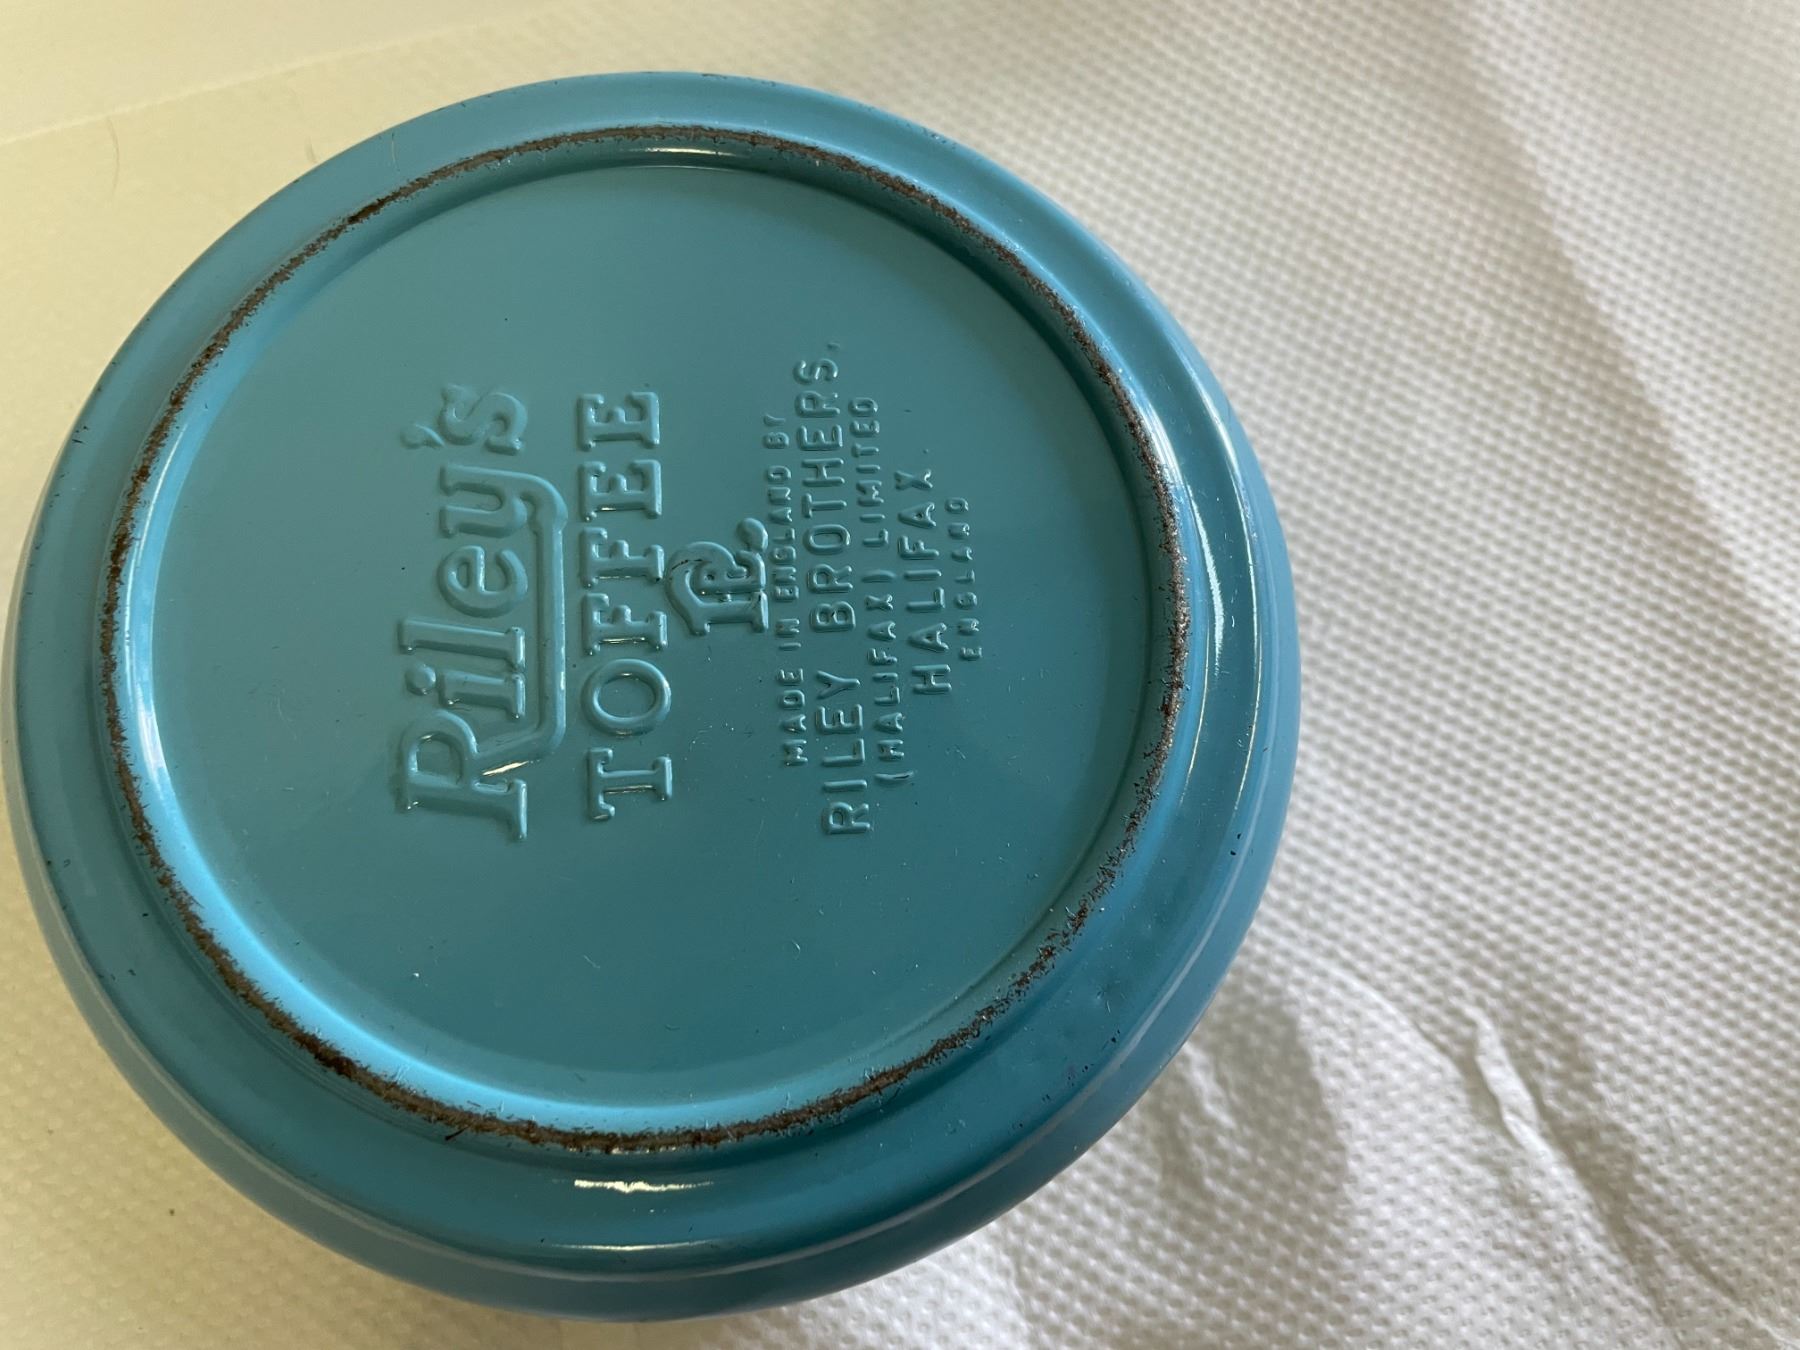 Riley's
TOFFEE
R.
MADE IN ENGLAND BY
RILEY BROTHERS,
(HALIFAX) LIMITED
HALIFAX.
ENGLAND